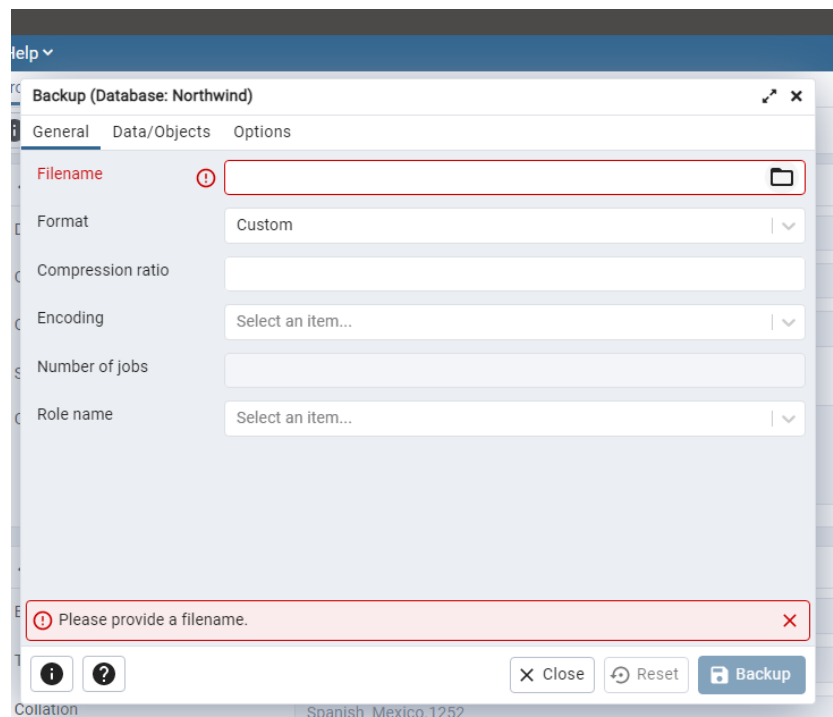 Help
Backup (Database: Northwind)
General Data/Objects Options
Filename
Format Custom
Compression ratio
Encoding Select an item...
Number of jobs
Role name Select an item...
Please provide a filename.
Close Reset Backup
Collation Spanish_Mexico.1252